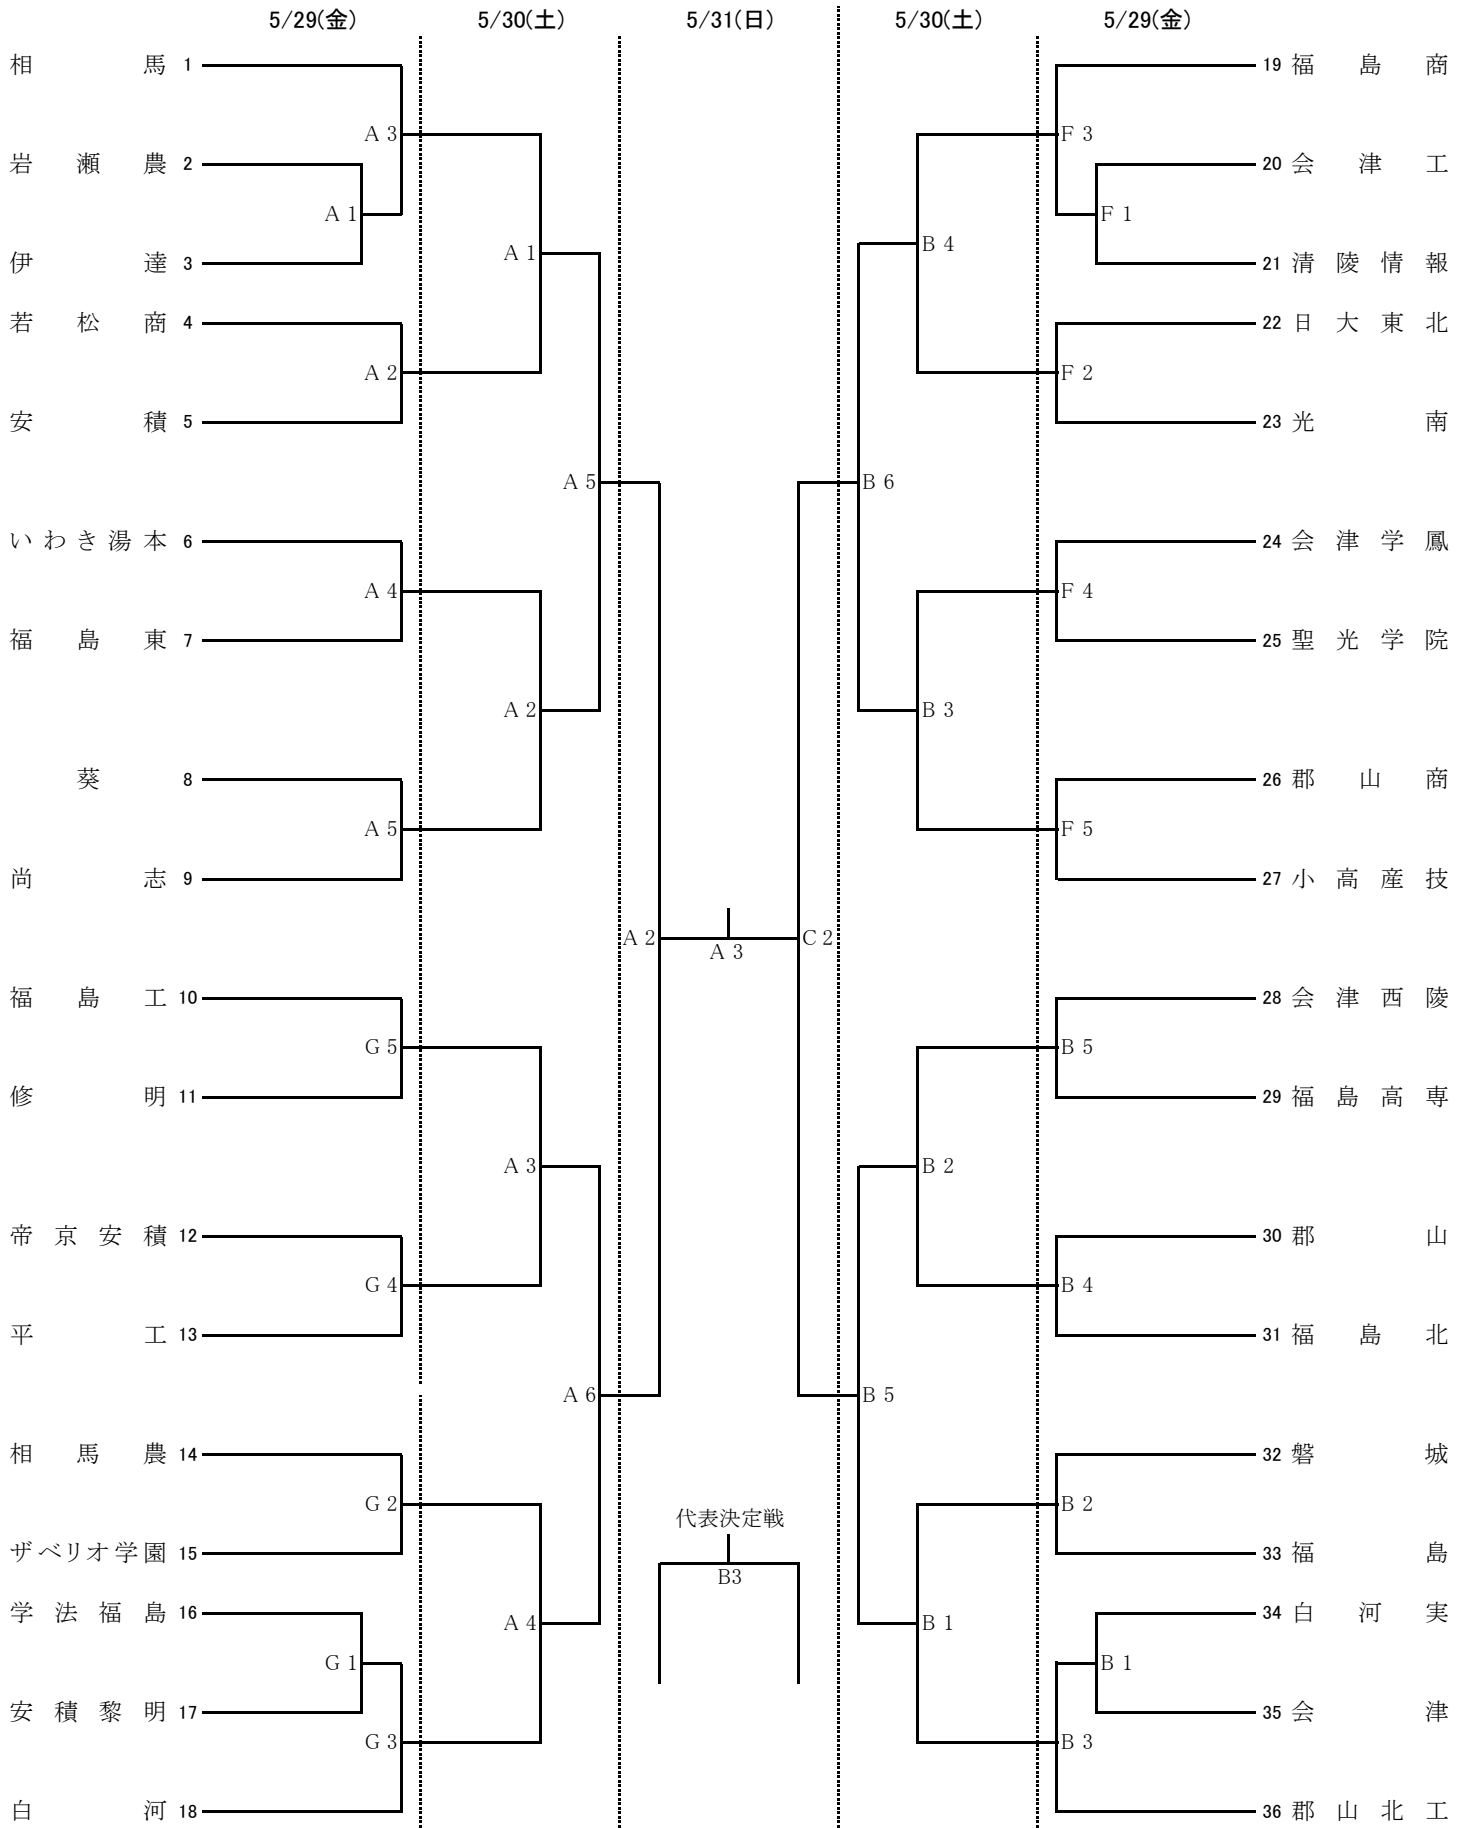 5/29(金) 5/30(土) 5/31(日) 5/30(土) 5/29(金)
相馬 1 19 福島商
A 3 F 3
岩瀬農 2 20 会津工
A 1 F 1
B 4
A 1
伊達 3 21 清陵情報
若松商 4 22 日大東北
A 2 F 2
安積 5 23 光南
A 5 B 6
いわき湯本 6 24 会津学鳳
A 4 F 4
福島東 7 25 聖光学院
A 2 B 3
葵 8 26 郡山商
A 5 F 5
尚志 9 27 小高産技
A 2 C 2
A 3
福島工 10 28 会津西陵
G 5 B 5
修明 11 29 福島高専
A 3 B 2
帝京安積 12 30 郡山
G 4 B 4
平工 13 31 福島北
A 6 B 5
相馬農 14 32 磐城
G 2 B 2
代表決定戦
ザベリオ学園 15 33 福島
B3
学法福島 16 34 白河実
A 4 B 1
G 1 B 1
安積黎明 17 35 会津
G 3 B 3
白河 18 36 郡山北工